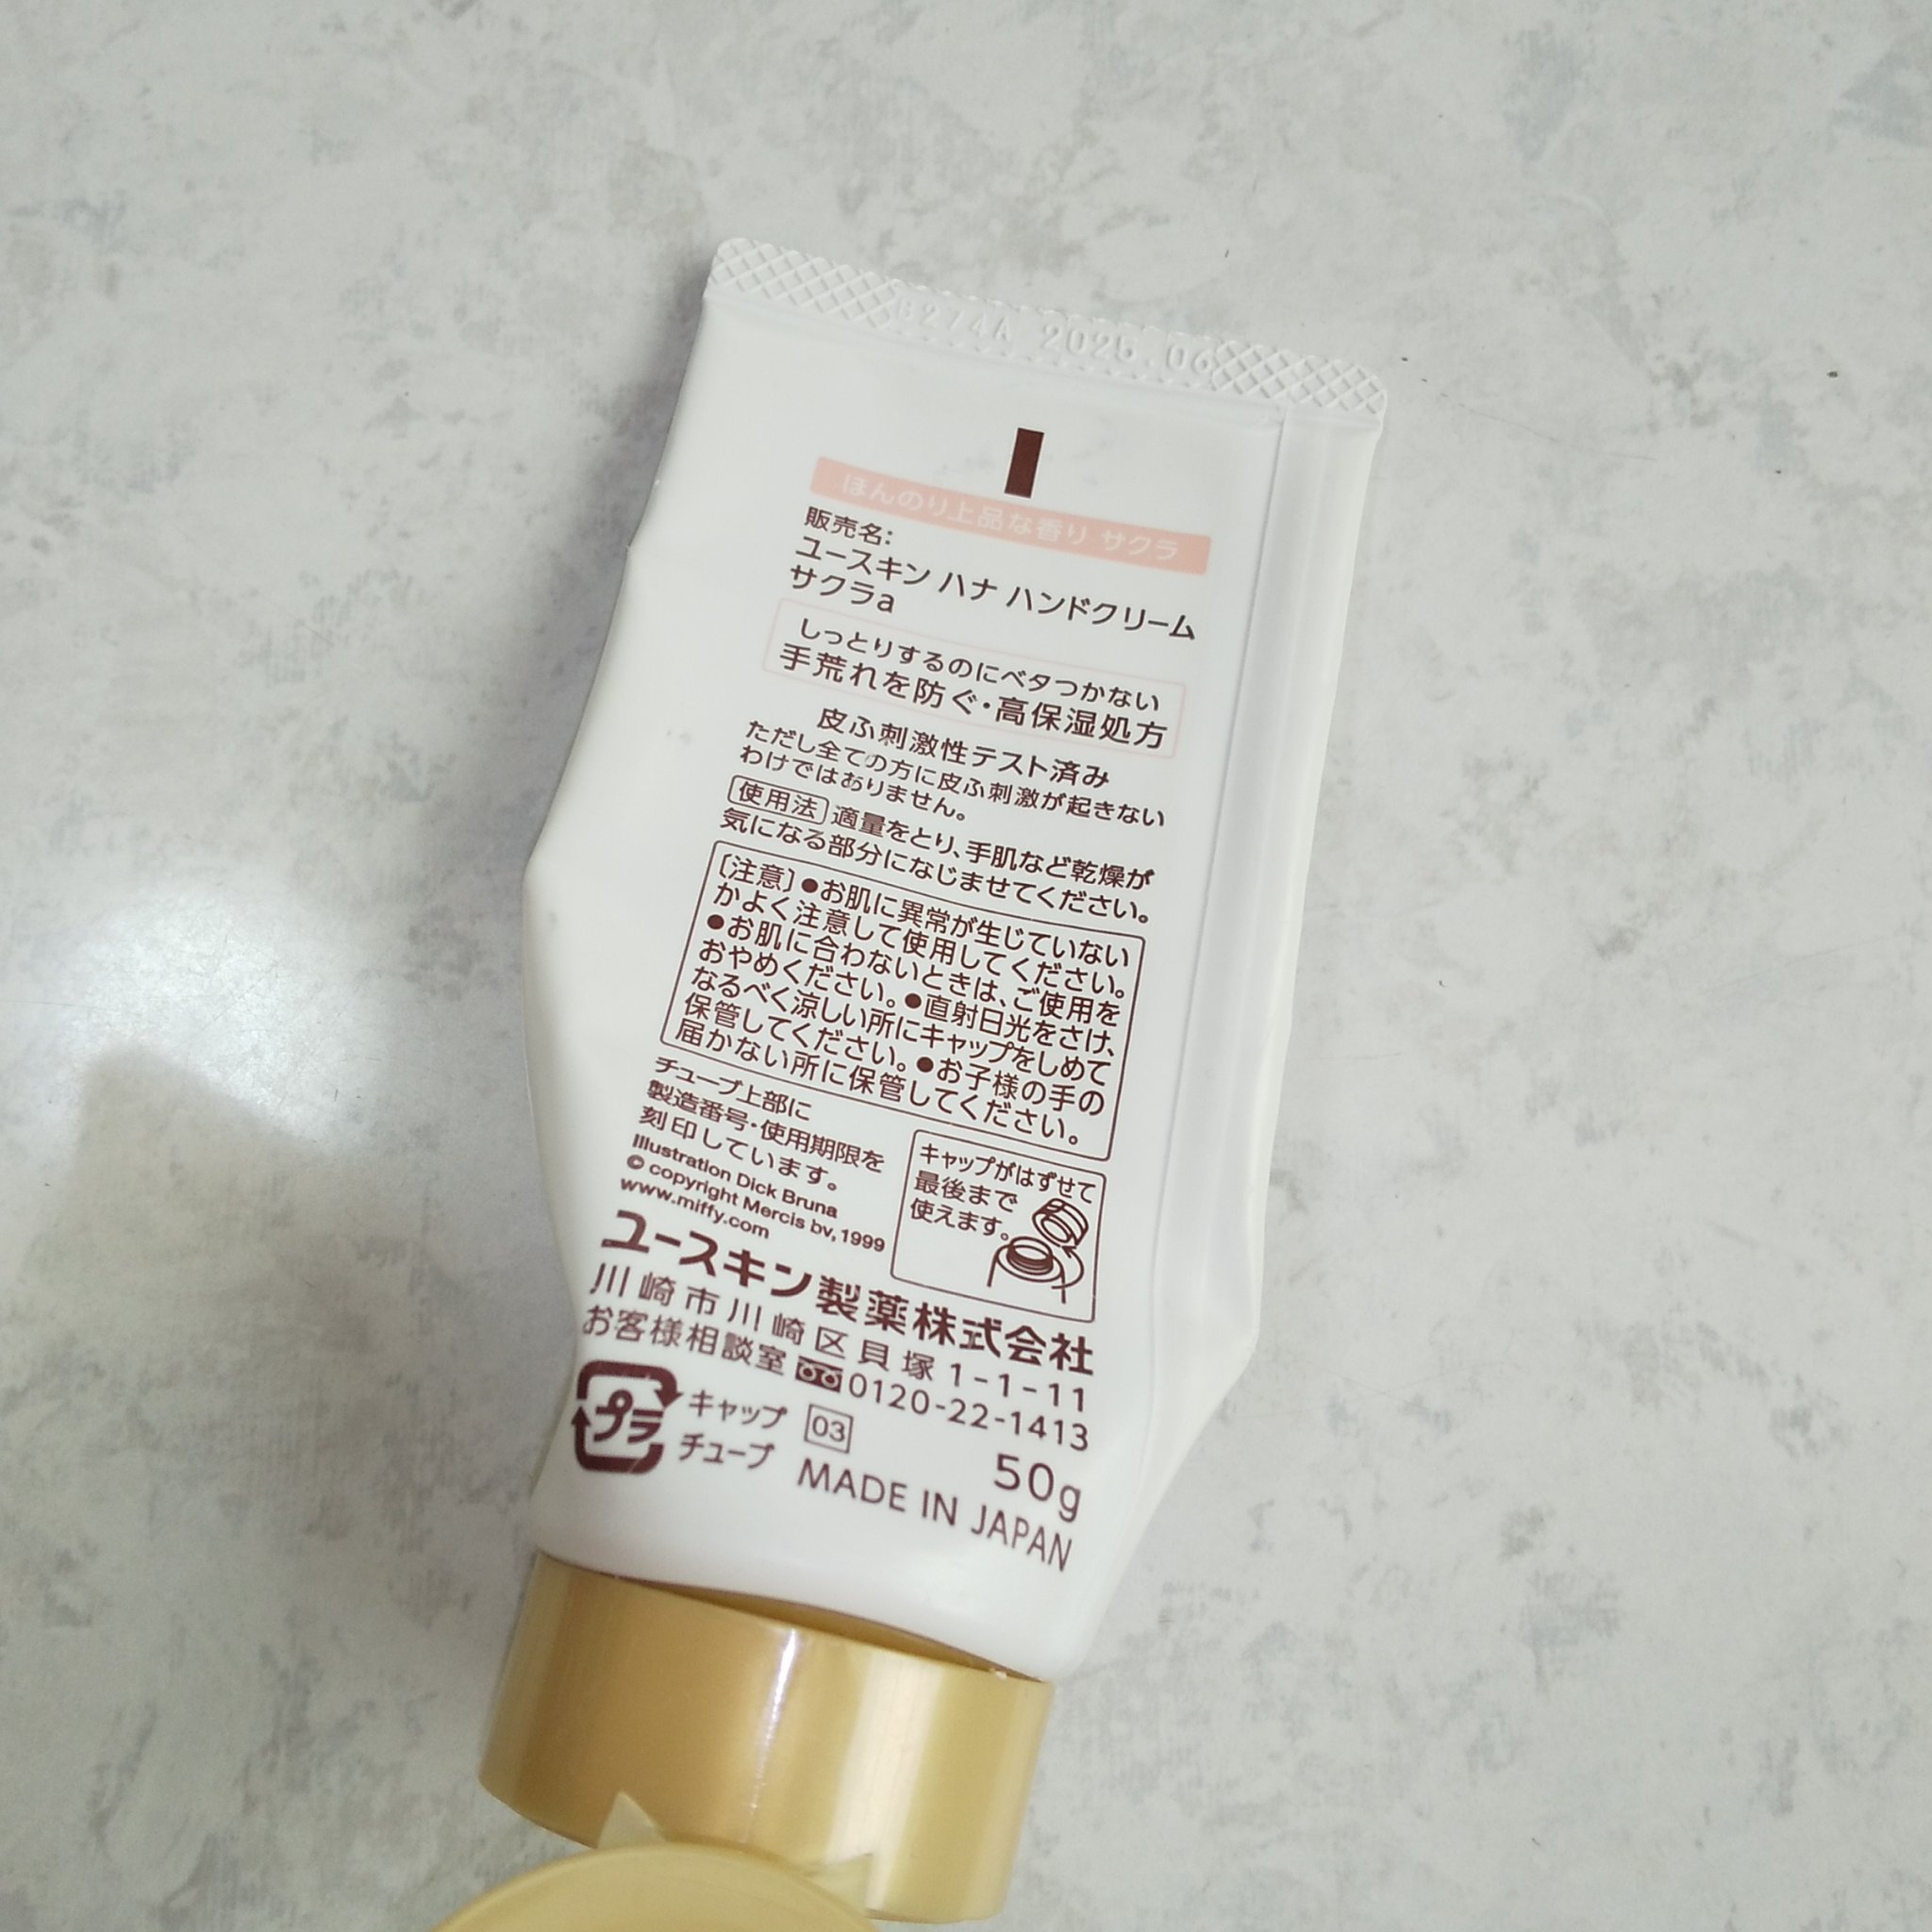 B274A 2025.06
ほんのり上品な香り サクラ
販売名:
ユースキン ハナ ハンドクリーム
サクラa
しっとりするのにベタつかない
手荒れを防ぐ・高保湿処方
皮ふ刺激性テスト済み
ただし全ての方に皮ふ刺激が起きない
わけではありません。
使用法 適量をとり、手肌など乾燥が
気になる部分になじませてください。
〔注意〕●お肌に異常が生じていない
かよく注意して使用してください。
●お肌に合わないときは、ご使用を
おやめください。●直射日光をさけ、
なるべく涼しい所にキャップをしめて
保管してください。●お子様の手の
届かない所に保管してください。
チューブ上部に
製造番号・使用期限を
刻印しています。
Illustration Dick Bruna
© copyright Mercis bv, 1999
www.miffy.com
キャップがはずせて
最後まで
使えます。
ユースキン製薬株式会社
川崎市川崎区貝塚1-1-11
お客様相談室 0120-22-1413
プラ
キャップ
チューブ
03
50g
MADE IN JAPAN